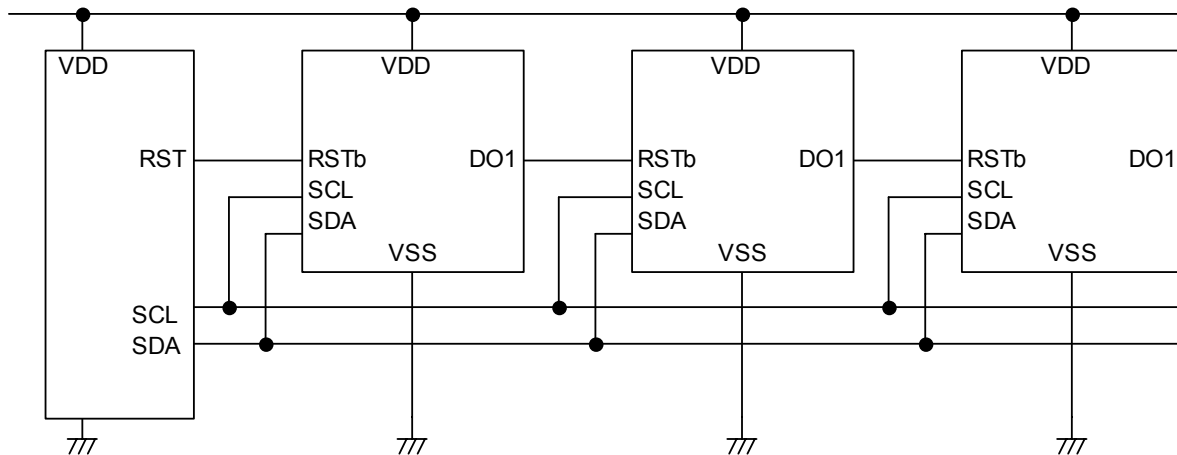 VDD
VDD
VDD
VDD
RST
RSTb
DO1
RSTb
DO1
RSTb
DO1
SCL
SCL
SCL
SDA
SDA
SDA
VSS
VSS
VSS
SCL
SDA